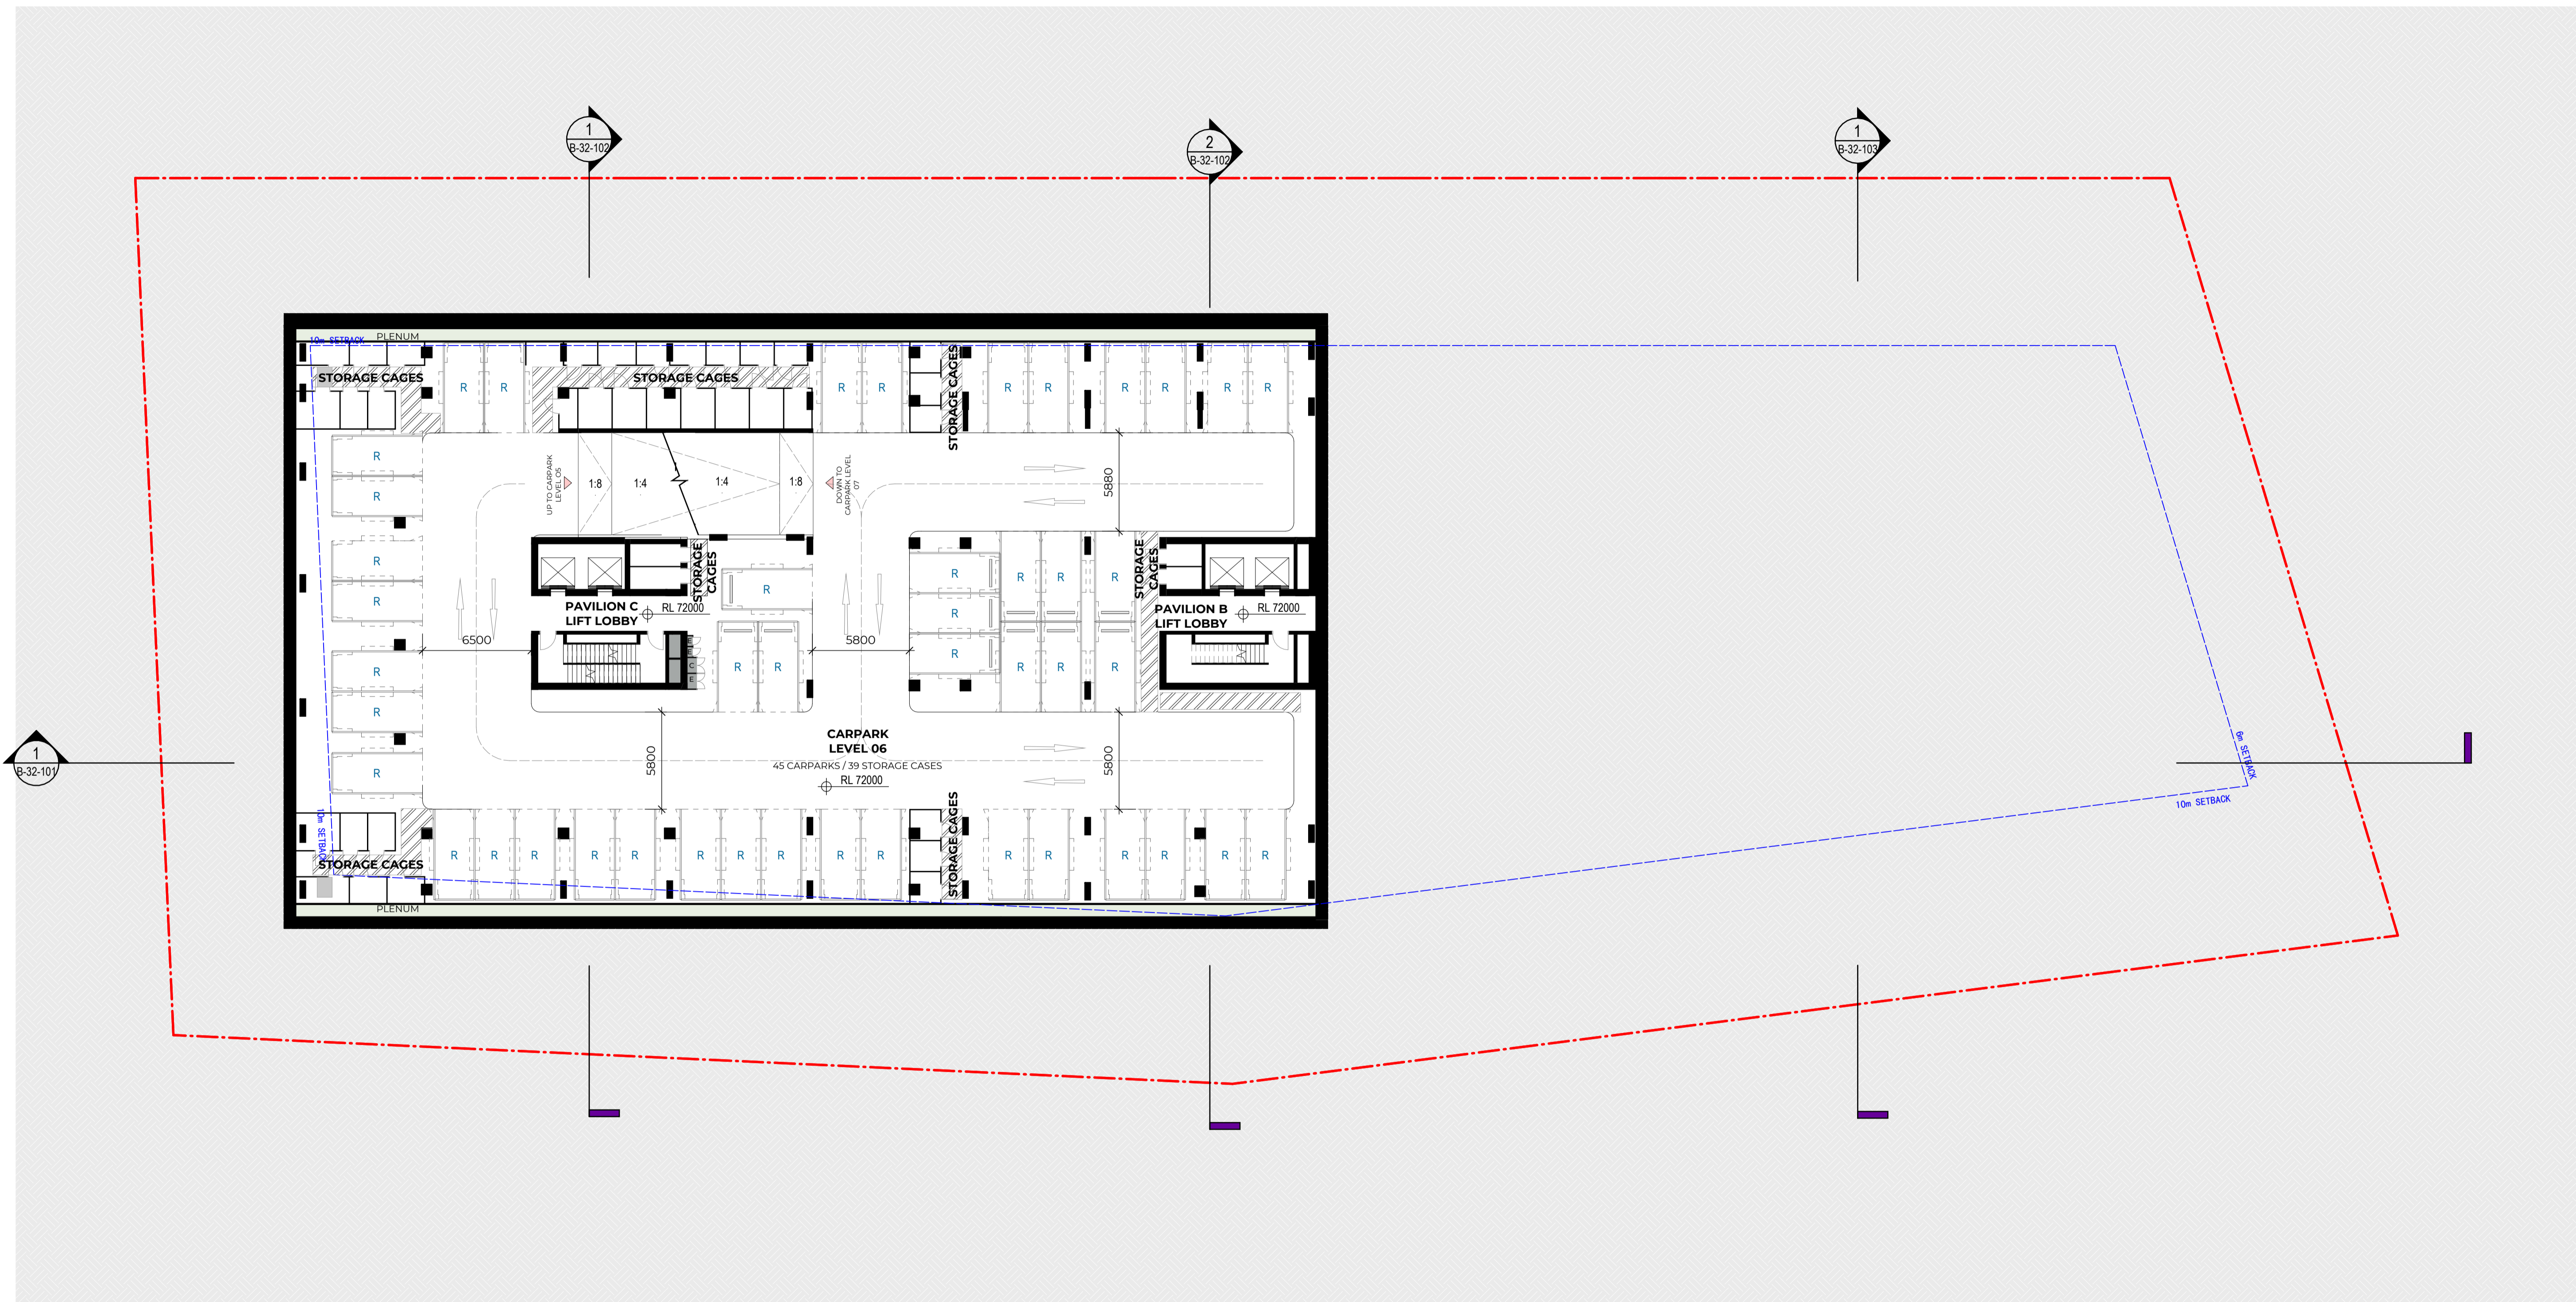 1
B-32-102
2
B-32-102
1
B-32-103
PLENUM
10m SETBACK
STORAGE CAGES
R
R
STORAGE CAGES
R
R
STORAGE CAGES
R
R
R
R
R
R
R
R
UP TO CARPARK
LEVEL 05
1:8
1:4
1:4
1:8
DOWN TO
CARPARK LEVEL
07
5880
R
R
STORAGE
CAGES
R
R
R
R
R
R
R
STORAGE
CAGES
PAVILION C
LIFT LOBBY
RL 72000
R
PAVILION B
LIFT LOBBY
RL 72000
6500
5800
C
E
R
R
R
R
R
R
R
R
5800
CARPARK
LEVEL 06
45 CARPARKS / 39 STORAGE CASES
RL 72000
5800
R
1
B-32-101
6m SETBACK
10m SETBACK
10m SETBACK
STORAGE CAGES
R
R
R
R
R
R
R
R
R
R
STORAGE CAGES
R
R
R
R
R
R
PLENUM